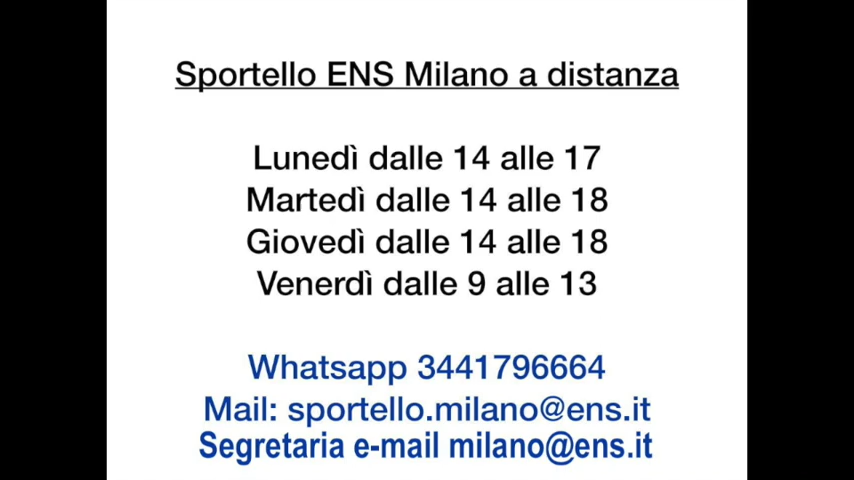 Sportello ENS Milano a distanza
Lunedì dalle 14 alle 17
Martedì dalle 14 alle 18
Giovedì dalle 14 alle 18
Venerdì dalle 9 alle 13
Whatsapp 3441796664
Mail: sportello.milano@ens.it
Segretaria e-mail milano@ens.it